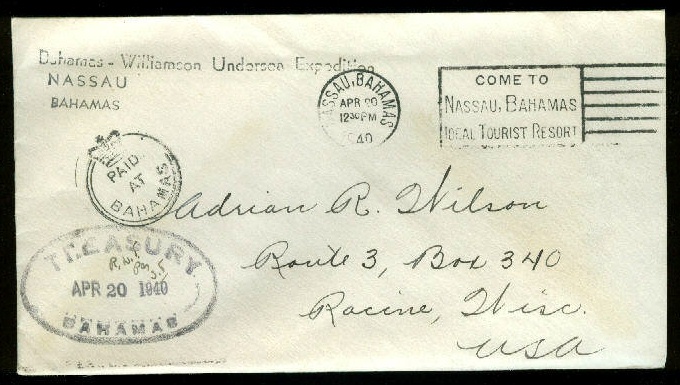 Bahamas - Williamson Undersea Expedition
NASSAU
BAHAMAS
NASSAU, BAHAMAS
APR 20
12 30 PM
1940
COME TO
NASSAU, BAHAMAS
IDEAL TOURIST RESORT
PAID
AT
BAHAMAS
Adrian R. Wilson
Route 3, Box 340
Racine, Wisc.
USA
TREASURY
APR 20 1940
BAHAMAS